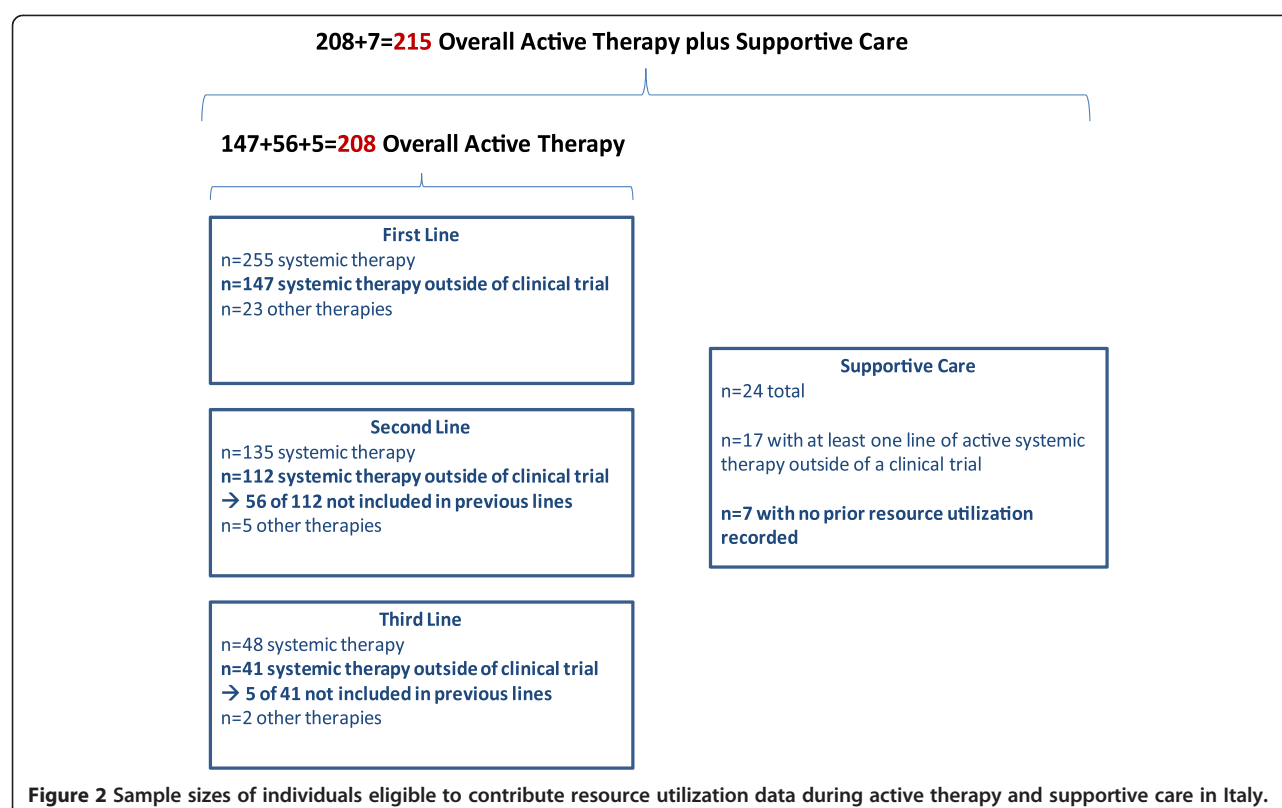 208+7=215 Overall Active Therapy plus Supportive Care
147+56+5=208 Overall Active Therapy
First Line
n=255 systemic therapy
n=147 systemic therapy outside of clinical trial
n=23 other therapies
Second Line
n=135 systemic therapy
n=112 systemic therapy outside of clinical trial
→ 56 of 112 not included in previous lines
n=5 other therapies
Third Line
n=48 systemic therapy
n=41 systemic therapy outside of clinical trial
→ 5 of 41 not included in previous lines
n=2 other therapies
Supportive Care
n=24 total
n=17 with at least one line of active systemic
therapy outside of a clinical trial
n=7 with no prior resource utilization
recorded
Figure 2 Sample sizes of individuals eligible to contribute resource utilization data during active therapy and supportive care in Italy.